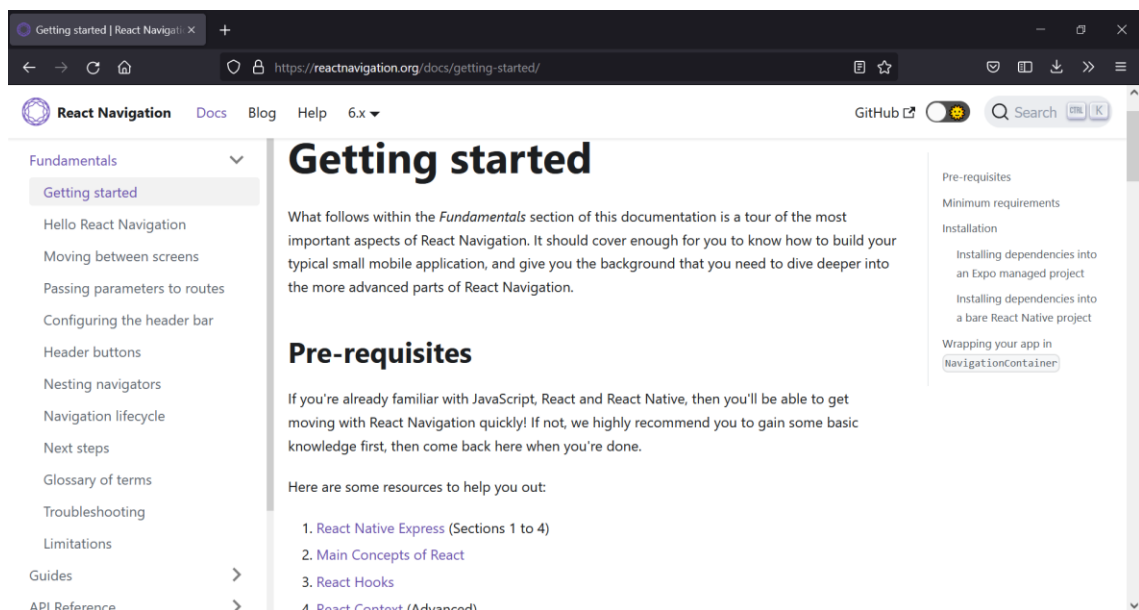 Getting started | React Navigati
https://reactnavigation.org/docs/getting-started/
React Navigation Docs Blog Help 6.x GitHub Search CTRL K
Fundamentals
Getting started
Hello React Navigation
Moving between screens
Passing parameters to routes
Configuring the header bar
Header buttons
Nesting navigators
Navigation lifecycle
Next steps
Glossary of terms
Troubleshooting
Limitations
Guides
API Reference
Getting started
What follows within the Fundamentals section of this documentation is a tour of the most
important aspects of React Navigation. It should cover enough for you to know how to build your
typical small mobile application, and give you the background that you need to dive deeper into
the more advanced parts of React Navigation.
Pre-requisites
If you're already familiar with JavaScript, React and React Native, then you'll be able to get
moving with React Navigation quickly! If not, we highly recommend you to gain some basic
knowledge first, then come back here when you're done.
Here are some resources to help you out:
1. React Native Express (Sections 1 to 4)
2. Main Concepts of React
3. React Hooks
4. React Context (Advanced)
Pre-requisites
Minimum requirements
Installation
Installing dependencies into
an Expo managed project
Installing dependencies into
a bare React Native project
Wrapping your app in
NavigationContainer